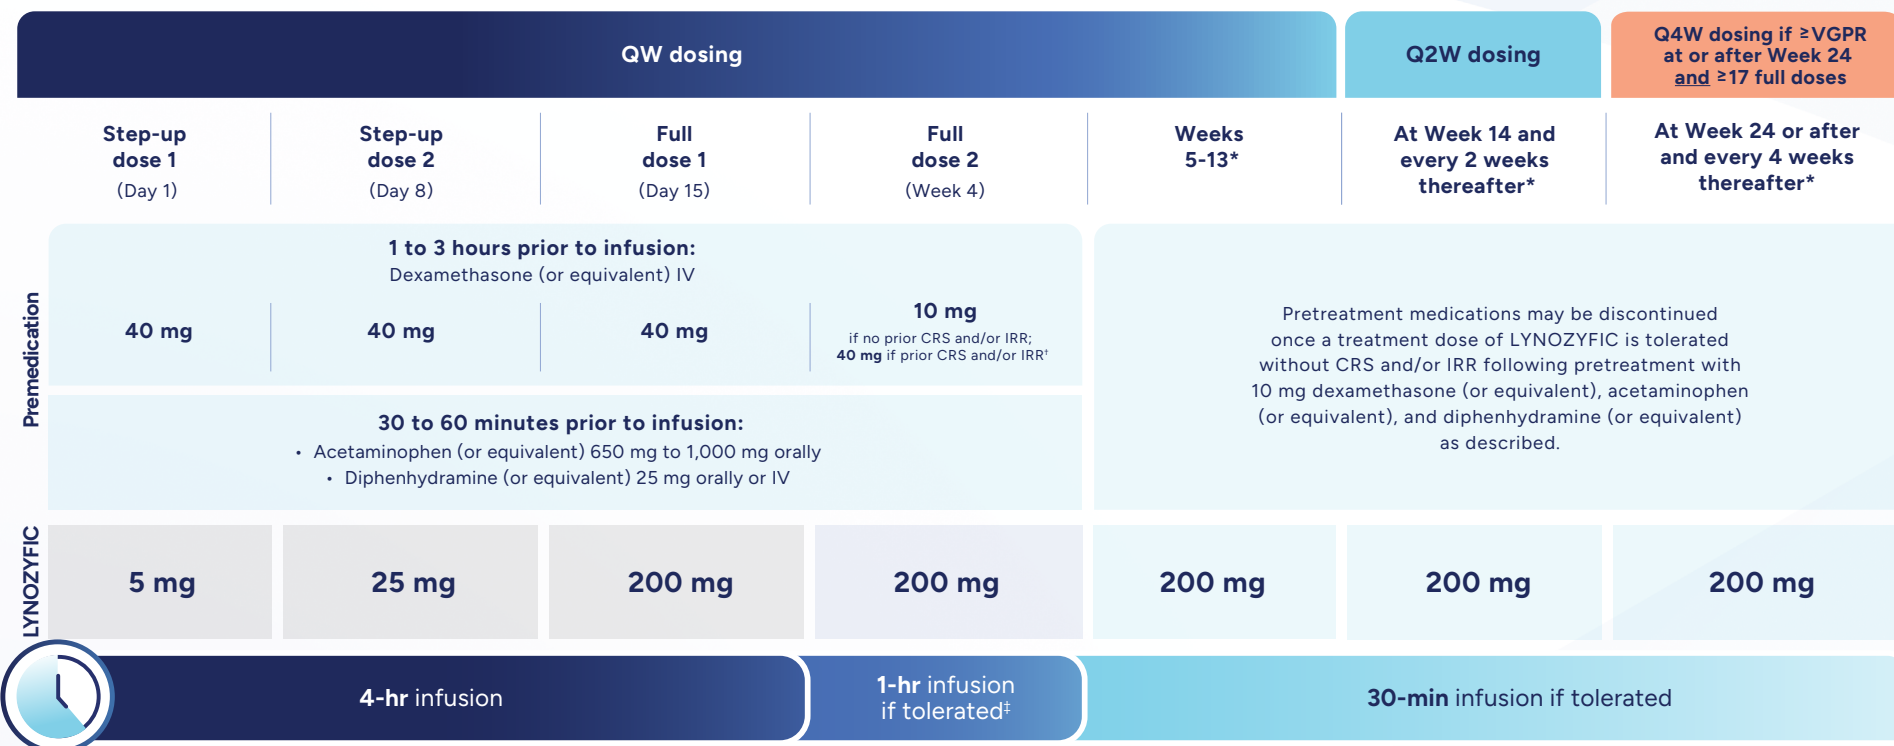 QW dosing
Q2W dosing
Q4W dosing if ≥VGPR
at or after Week 24
and ≥17 full doses
Step-up
dose 1
(Day 1)
Step-up
dose 2
(Day 8)
Full
dose 1
(Day 15)
Full
dose 2
(Week 4)
Weeks
5-13*
At Week 14 and
every 2 weeks
thereafter*
At Week 24 or after
and every 4 weeks
thereafter*
Premedication
1 to 3 hours prior to infusion:
Dexamethasone (or equivalent) IV
40 mg
40 mg
40 mg
10 mg
if no prior CRS and/or IRR;
40 mg if prior CRS and/or IRR†
30 to 60 minutes prior to infusion:
• Acetaminophen (or equivalent) 650 mg to 1,000 mg orally
• Diphenhydramine (or equivalent) 25 mg orally or IV
Pretreatment medications may be discontinued
once a treatment dose of LYNOZYFIC is tolerated
without CRS and/or IRR following pretreatment with
10 mg dexamethasone (or equivalent), acetaminophen
(or equivalent), and diphenhydramine (or equivalent)
as described.
LYNOZYFIC
5 mg
25 mg
200 mg
200 mg
200 mg
200 mg
200 mg
4-hr infusion
1-hr infusion
if tolerated‡
30-min infusion if tolerated